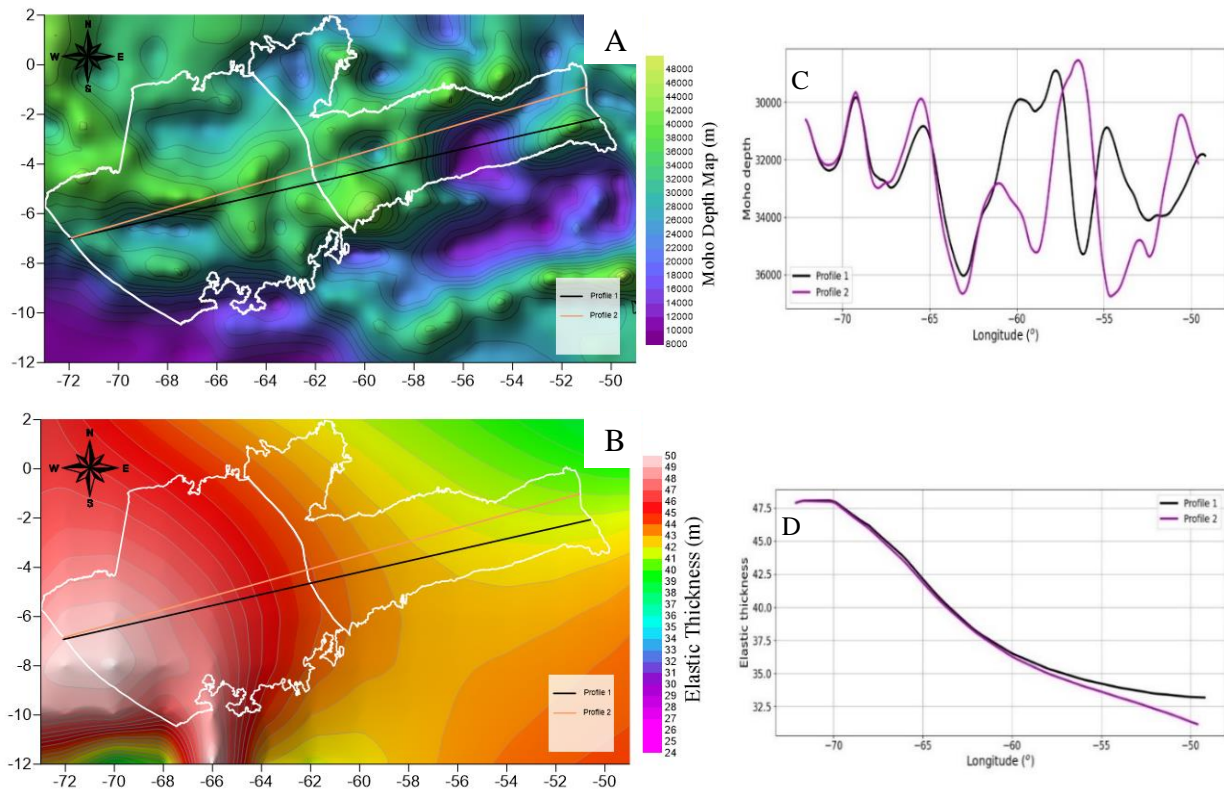 A
2
0
-2
-4
-6
-8
-10
-12
N
W E
S
Profile 1
Profile 2
-72 -70 -68 -66 -64 -62 -60 -58 -56 -54 -52 -50
48000
46000
44000
42000
40000
38000
36000
34000
32000
30000
28000
26000
24000
22000
20000
18000
16000
14000
12000
10000
8000
Moho Depth Map (m)
C
30000
32000
34000
36000
Moho depth
Profile 1
Profile 2
−70 −65 −60 −55 −50
Longitude (°)
B
2
0
-2
-4
-6
-8
-10
-12
N
W E
S
Profile 1
Profile 2
-72 -70 -68 -66 -64 -62 -60 -58 -56 -54 -52 -50
50
49
48
47
46
45
44
43
42
41
40
39
38
37
36
35
34
33
32
31
30
29
28
27
26
25
24
Elastic Thickness (m)
D
47.5
45.0
42.5
40.0
37.5
35.0
32.5
Elastic thickness
Profile 1
Profile 2
−70 −65 −60 −55 −50
Longitude (°)